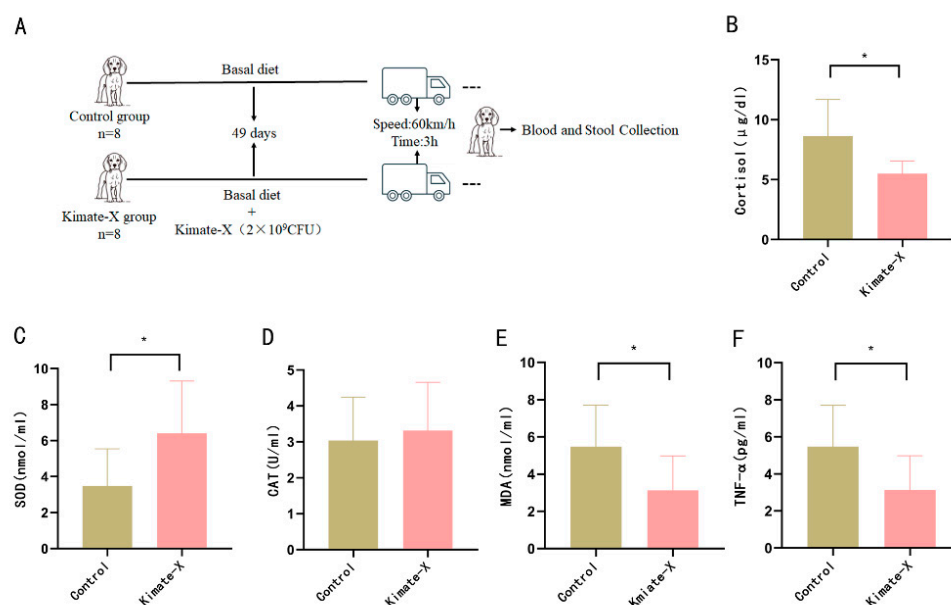 A
Basal diet
Control group
n=8
49 days
Speed:60km/h
Time:3h
Blood and Stool Collection
Kimate-X group
n=8
Basal diet
+
Kimate-X（2×10⁹CFU）
B
*
Cortisol(μg/dl)
15
10
5
0
Control
Kimate-X
C
*
SOD(nmol/ml)
10
8
6
4
2
0
Control
Kimate-X
D
CAT(U/ml)
5
4
3
2
1
0
Control
Kimate-X
E
*
MDA(nmol/ml)
10
8
6
4
2
0
Control
Kmiate-X
F
*
TNF-α(pg/ml)
10
8
6
4
2
0
Control
Kimate-X